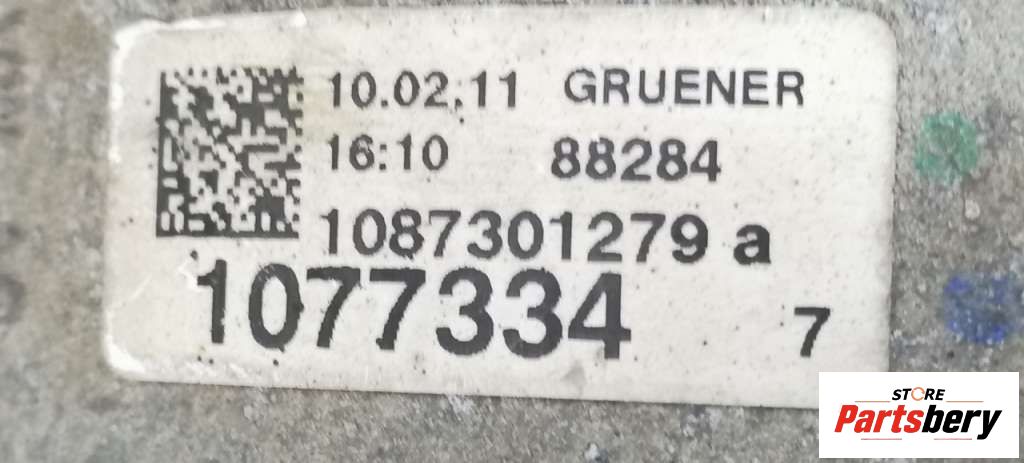 10.02.11 GRUENER
16:10 88284
1087301279 a
1077334 7
STORE
Partsbery